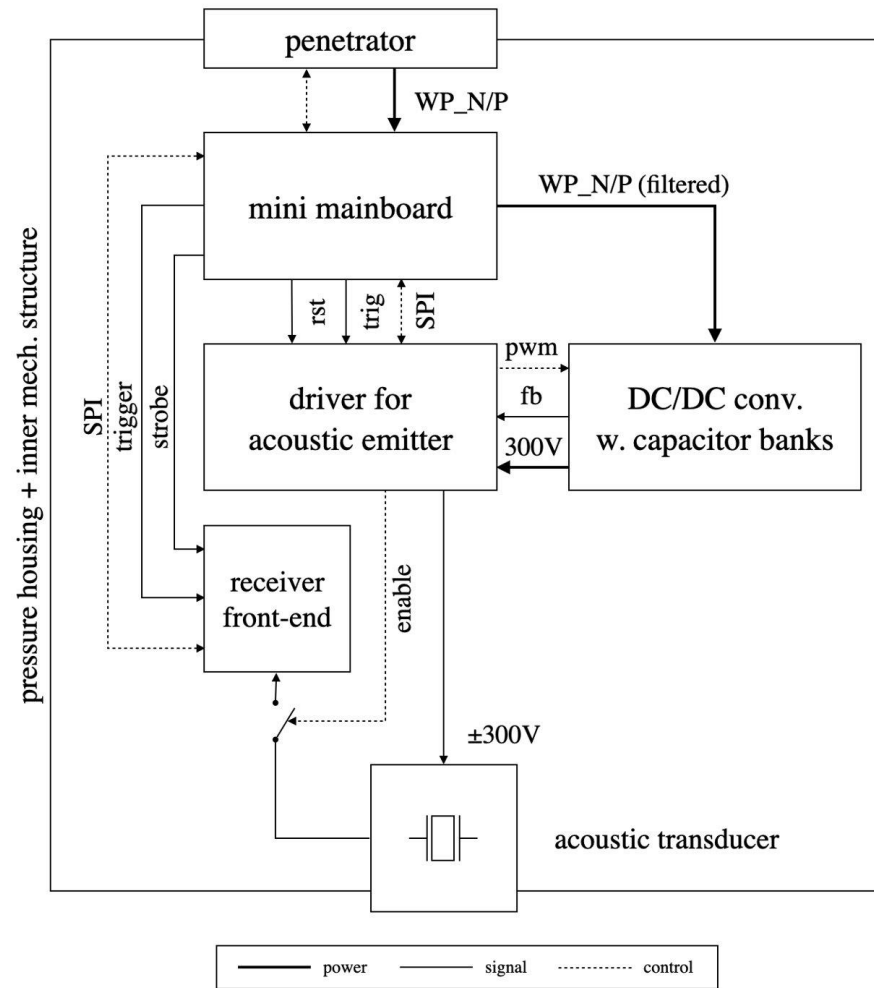 penetrator
WP_N/P
mini mainboard
WP_N/P (filtered)
rst
trig
SPI
pwm
fb
300V
driver for
acoustic emitter
DC/DC conv.
w. capacitor banks
SPI
trigger
strobe
receiver
front-end
enable
±300V
acoustic transducer
pressure housing + inner mech. structure
power
signal
control